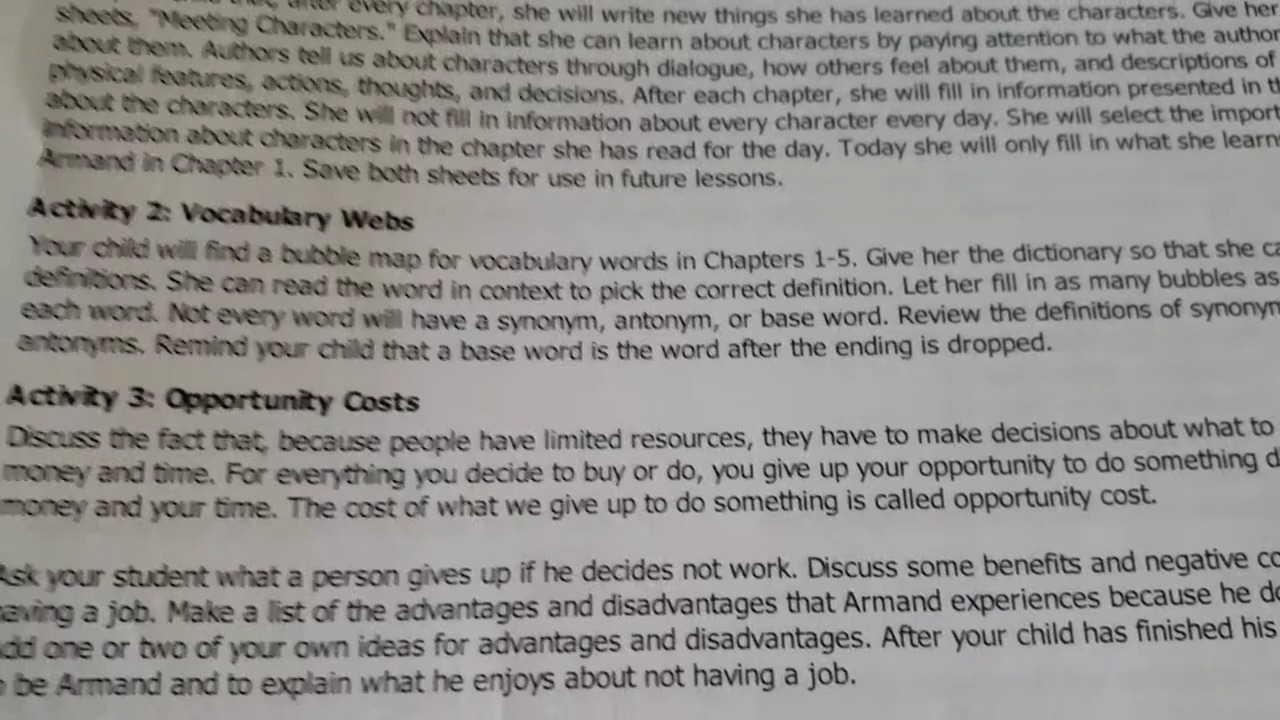 every chapter, she will write new things she has learned about the characters. Give her
sheets, "Meeting Characters." Explain that she can learn about characters by paying attention to what the author
about them. Authors tell us about characters through dialogue, how others feel about them, and descriptions of
physical features, actions, thoughts, and decisions. After each chapter, she will fill in information presented in
about the characters. She will not fill in information about every character every day. She will select the
information about characters in the chapter she has read for the day. Today she will only fill in what she
Armand in Chapter 1. Save both sheets for use in future lessons.
Activity 2: Vocabulary Webs
Your child will find a bubble map for vocabulary words in Chapters 1-5. Give her the dictionary so that she
definitions. She can read the word in context to pick the correct definition. Let her fill in as many bubbles as
each word. Not every word will have a synonym, antonym, or base word. Review the definitions of
antonyms. Remind your child that a base word is the word after the ending is dropped.
Activity 3: Opportunity Costs
Discuss the fact that, because people have limited resources, they have to make decisions about what to
money and time. For everything you decide to buy or do, you give up your opportunity to do something
money and your time. The cost of what we give up to do something is called opportunity cost.
Ask your student what a person gives up if he decides not work. Discuss some benefits and negative
having a job. Make a list of the advantages and disadvantages that Armand experiences because he
add one or two of your own ideas for advantages and disadvantages. After your child has finished his
be Armand and to explain what he enjoys about not having a job.